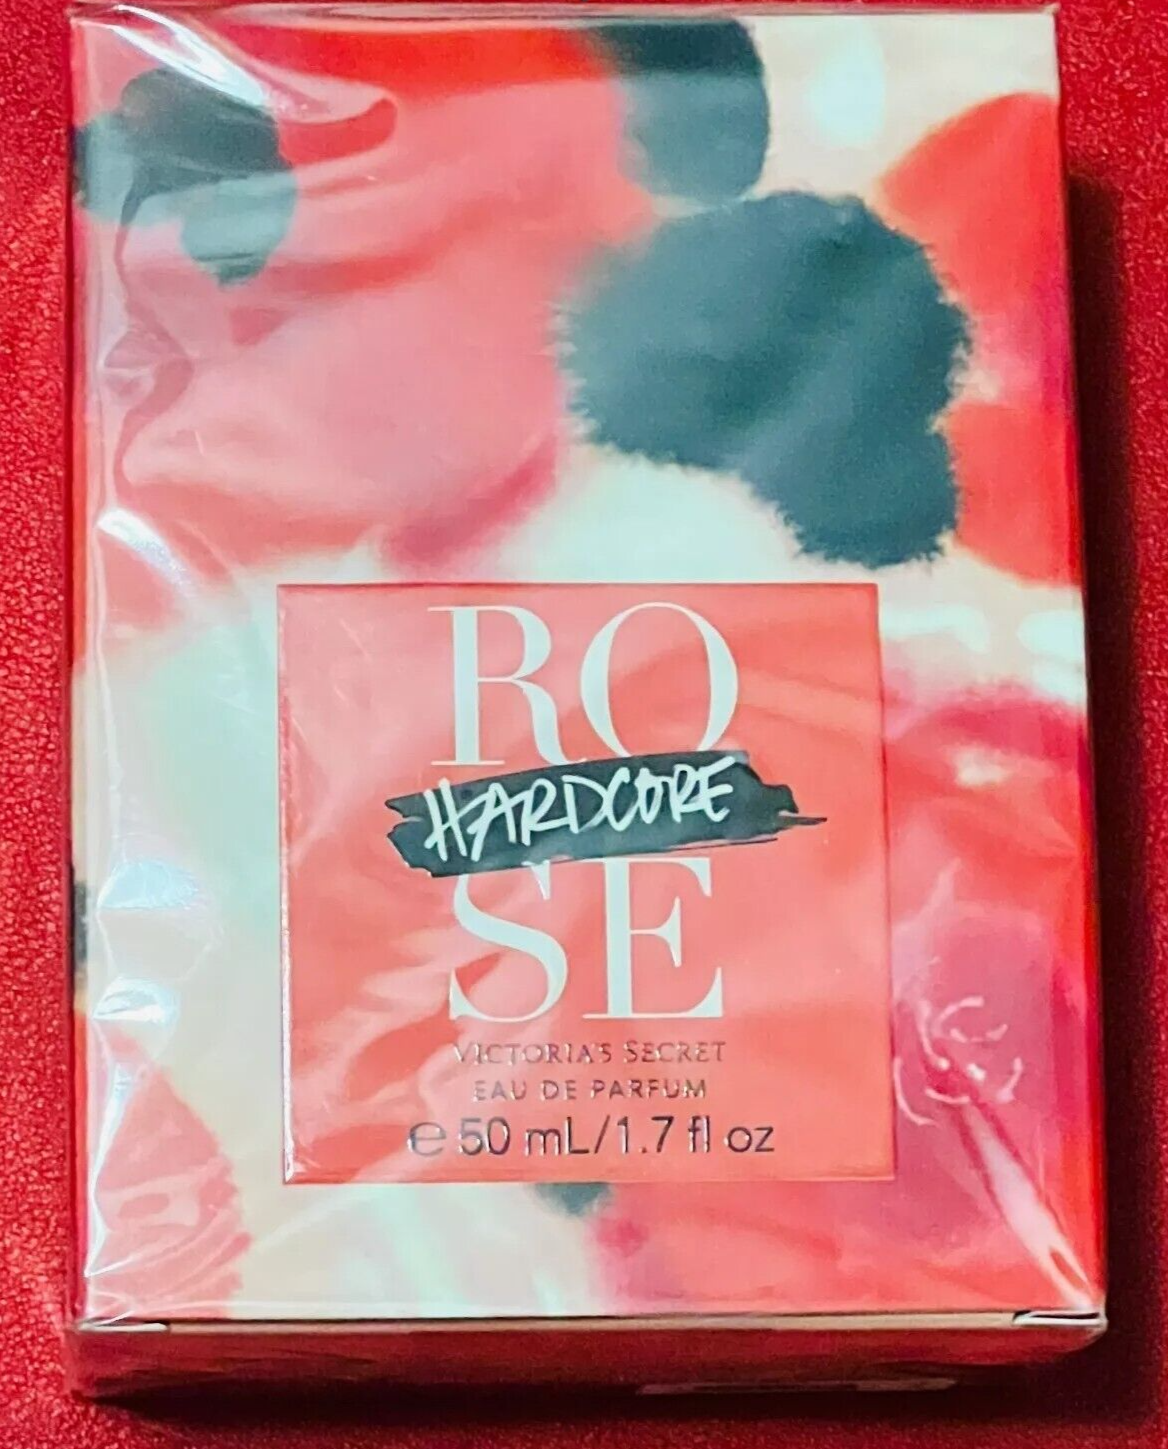 RO
HARDCORE
SE
VICTORIA'S SECRET
EAU DE PARFUM
℮ 50 mL/1.7 fl oz